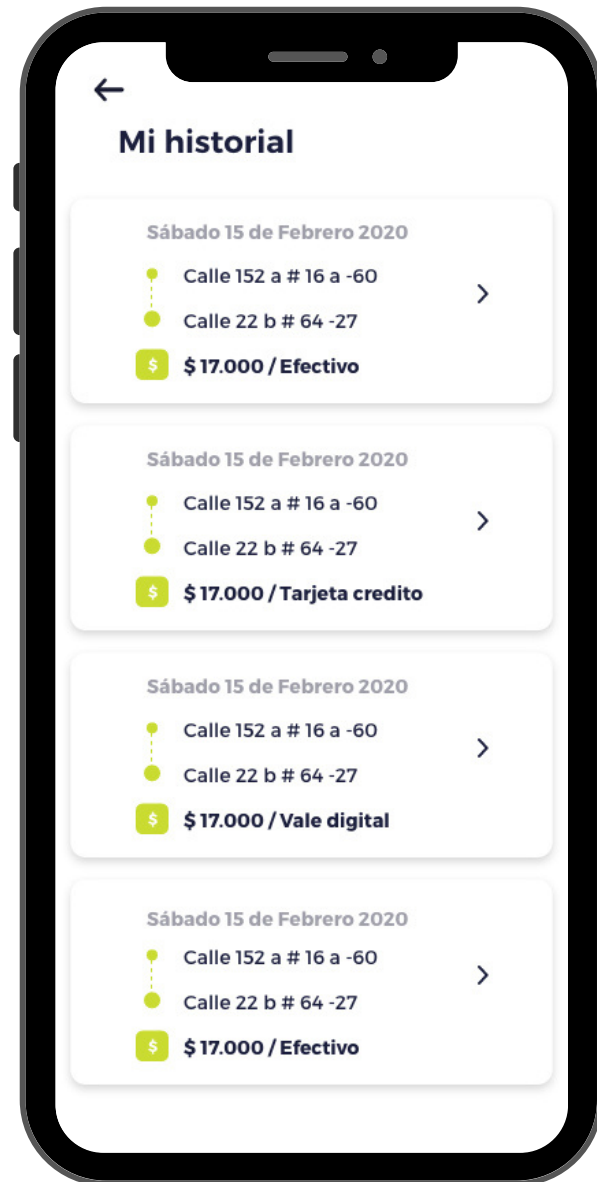 Mi historial
Sábado 15 de Febrero 2020
Calle 152 a # 16 a -60
Calle 22 b # 64 -27
$ $ 17.000 / Efectivo
Sábado 15 de Febrero 2020
Calle 152 a # 16 a -60
Calle 22 b # 64 -27
$ $ 17.000 / Tarjeta credito
Sábado 15 de Febrero 2020
Calle 152 a # 16 a -60
Calle 22 b # 64 -27
$ $ 17.000 / Vale digital
Sábado 15 de Febrero 2020
Calle 152 a # 16 a -60
Calle 22 b # 64 -27
$ $ 17.000 / Efectivo